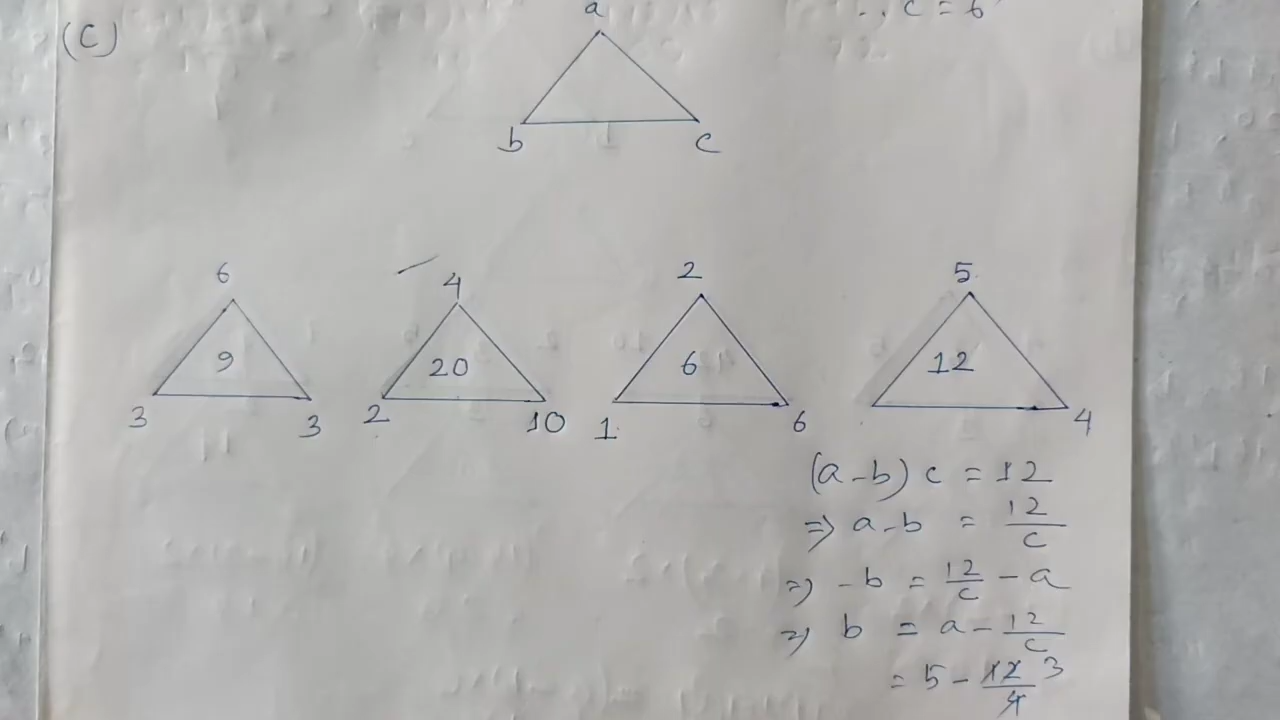 ∴ c = 6
(C)
a
b c
6 4 2 5
9 20 6 12
3 3 2 10 1 6 4
(a-b) c = 12
⇒ a-b = 12/c
⇒ -b = 12/c - a
⇒ b = a - 12/c
= 5 - 12/4 3